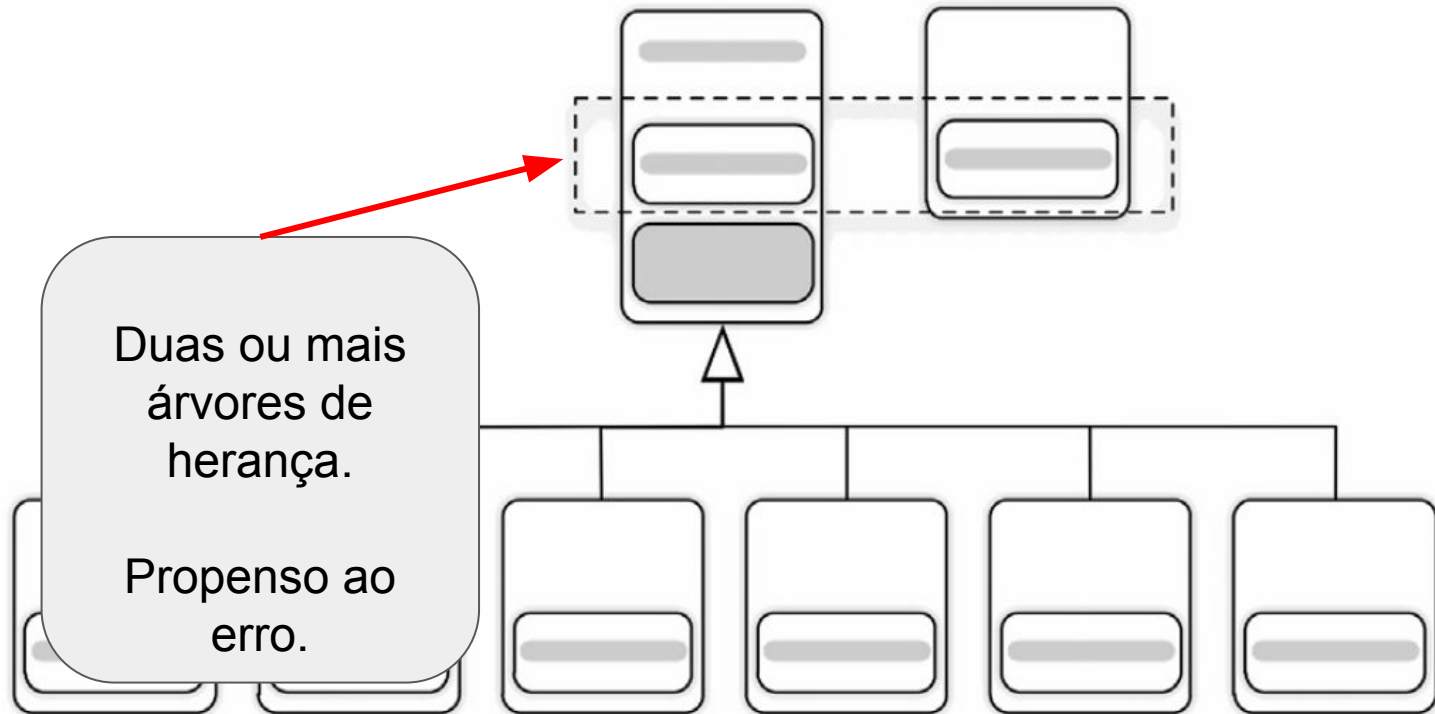 Duas ou mais
árvores de
herança.
Propenso ao
erro.